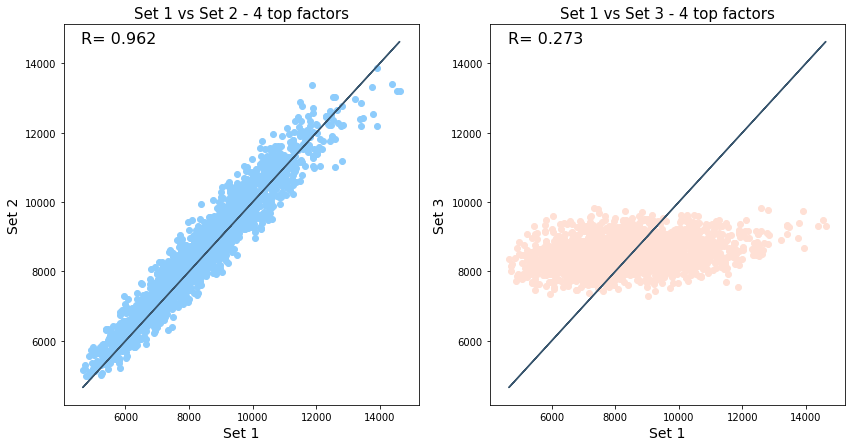 Set 1 vs Set 2 - 4 top factors
R= 0.962
14000
12000
10000
8000
6000
Set 2
6000 8000 10000 12000 14000
Set 1
Set 1 vs Set 3 - 4 top factors
R= 0.273
14000
12000
10000
8000
6000
Set 3
6000 8000 10000 12000 14000
Set 1